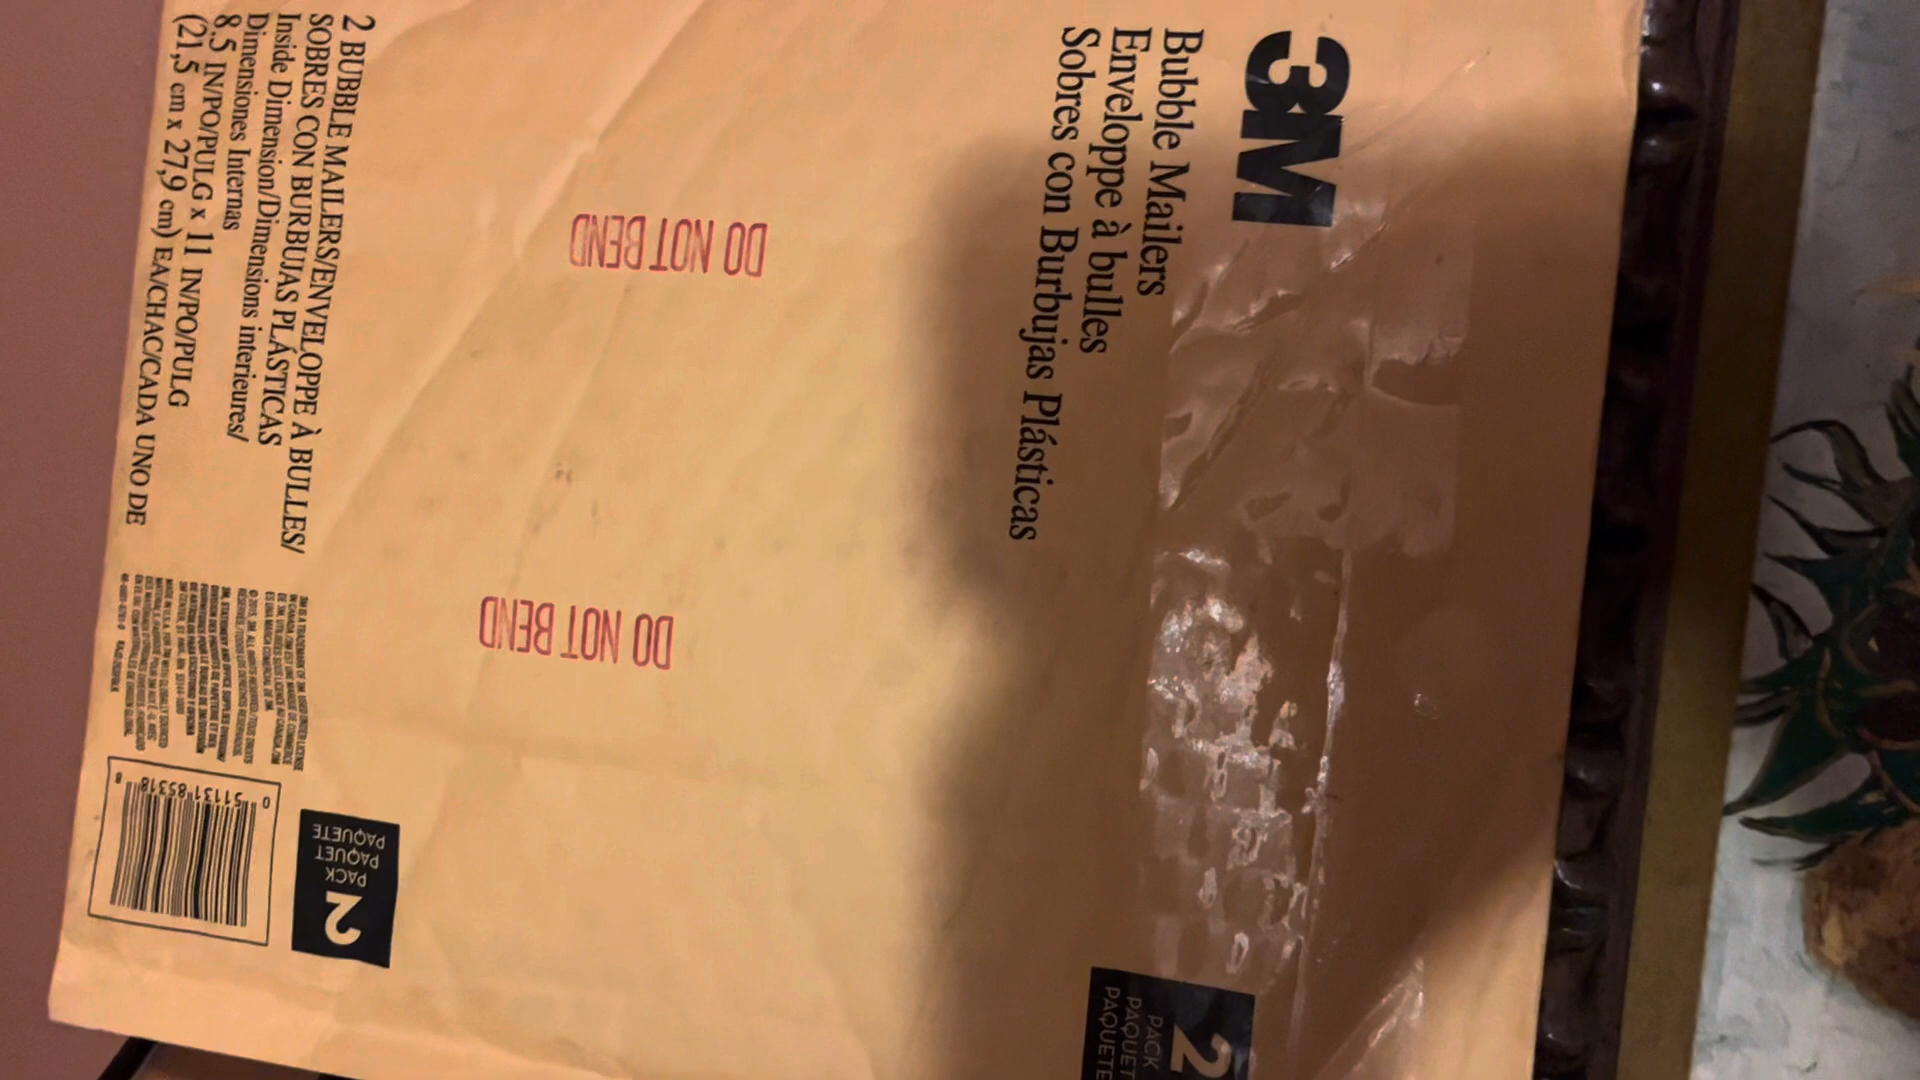 3M
Bubble Mailers
Enveloppe à bulles
Sobres con Burbujas Plásticas
2
PACK
PAQUET
PAQUETE
DO NOT BEND
DO NOT BEND
2 BUBBLE MAILERS/ENVELOPPE À BULLES/
SOBRES CON BURBUJAS PLÁSTICAS
Inside Dimension/Dimensions interieures/
Dimensiones Internas
8.5 IN/PO/PULG x 11 IN/PO/PULG
(21,5 cm x 27,9 cm) EA/CHAC/CADA UNO DE
2
PACK
PAQUET
PAQUETE
0 51131 85318 8